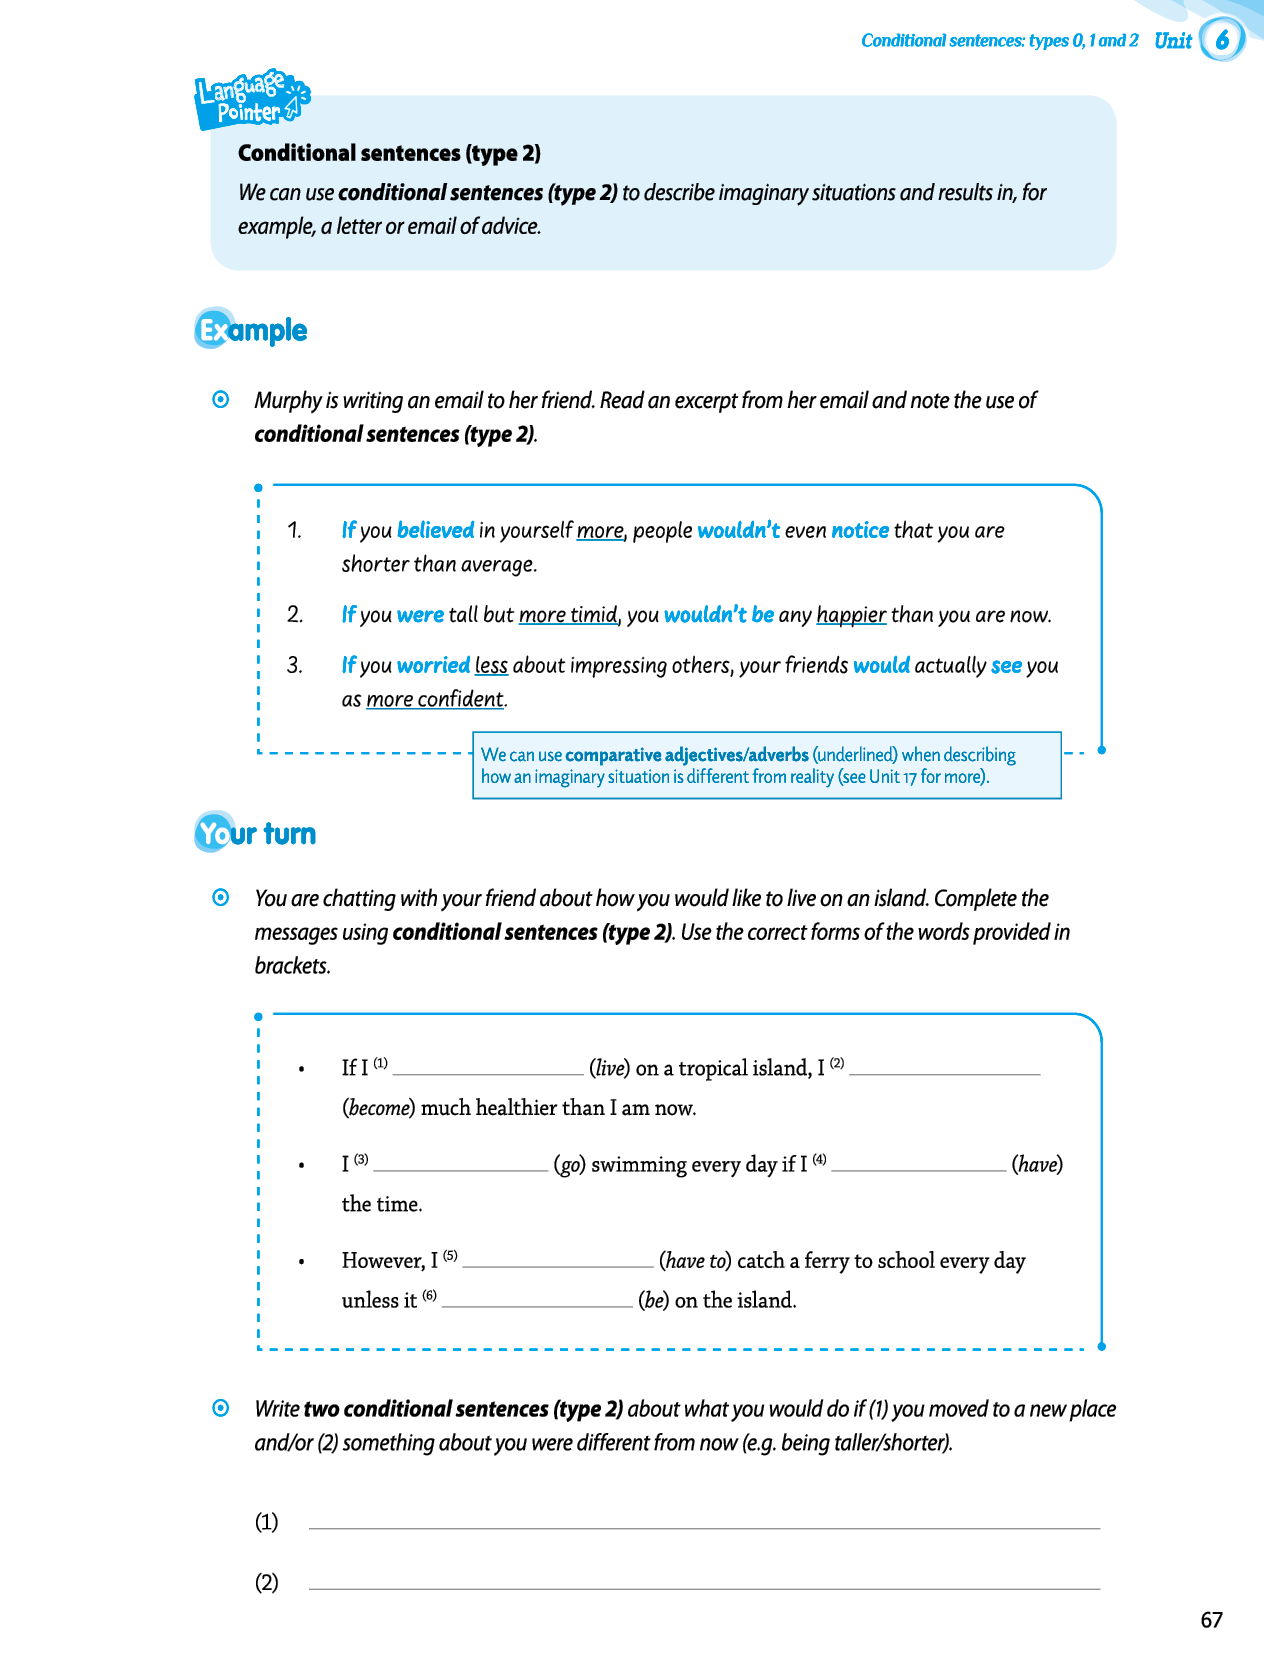 Conditional sentences: types 0, 1 and 2 Unit 6
Language
Pointer
Conditional sentences (type 2)
We can use conditional sentences (type 2) to describe imaginary situations and results in, for
example, a letter or email of advice.
Example
Murphy is writing an email to her friend. Read an excerpt from her email and note the use of
conditional sentences (type 2).
1. If you believed in yourself more, people wouldn't even notice that you are
shorter than average.
2. If you were tall but more timid, you wouldn't be any happier than you are now.
3. If you worried less about impressing others, your friends would actually see you
as more confident.
We can use comparative adjectives/adverbs (underlined) when describing
how an imaginary situation is different from reality (see Unit 17 for more).
Your turn
You are chatting with your friend about how you would like to live on an island. Complete the
messages using conditional sentences (type 2). Use the correct forms of the words provided in
brackets.
• If I (1) ____________ (live) on a tropical island, I (2) ____________
(become) much healthier than I am now.
• I (3) ____________ (go) swimming every day if I (4) ____________ (have)
the time.
• However, I (5) ____________ (have to) catch a ferry to school every day
unless it (6) ____________ (be) on the island.
Write two conditional sentences (type 2) about what you would do if (1) you moved to a new place
and/or (2) something about you were different from now (e.g. being taller/shorter).
(1) ____________
(2) ____________
67